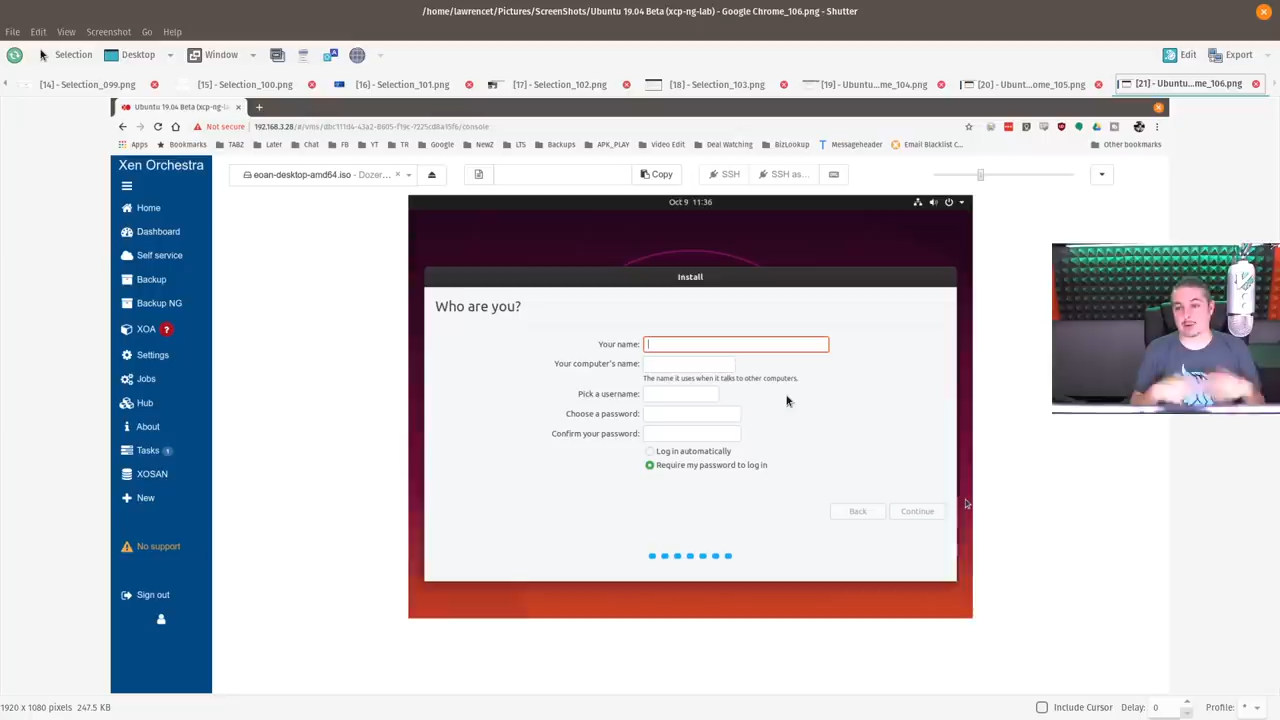 /home/lawrencet/Pictures/ScreenShots/Ubuntu 19.04 Beta (xcp-ng-lab) - Google Chrome_106.png - Shutter
File Edit View Screenshot Go Help
Selection Desktop Window Edit Export
[14] - Selection_099.png [15] - Selection_100.png [16] - Selection_101.png [17] - Selection_102.png [18] - Selection_103.png [19] - Ubuntu...me_104.png [20] - Ubunt...ome_105.png [21] - Ubuntu...me_106.png
Ubuntu 19.04 Beta (xcp-ng-la
Not secure
Apps Bookmarks TABZ Later Chat FB YT TR Google NewZ LTS Backups APK_PLAY Video Edit Deal Watching BizLookup Messageheader Email Blacklist C... Other bookmarks
Xen Orchestra
eoan-desktop-amd64.iso - Dozer... Copy SSH SSH as...
Home
Dashboard
Self service
Backup
Backup NG
XOA ?
Settings
Jobs
Hub
About
Tasks 1
XOSAN
New
No support
Sign out
Oct 9 11:36
Install
Who are you?
Your name:
Your computer's name:
The name it uses when it talks to other computers.
Pick a username:
Choose a password:
Confirm your password:
Log in automatically
Require my password to log in
Back Continue
1920 x 1080 pixels 247.5 KB Include Cursor Delay: 0 Profile: *